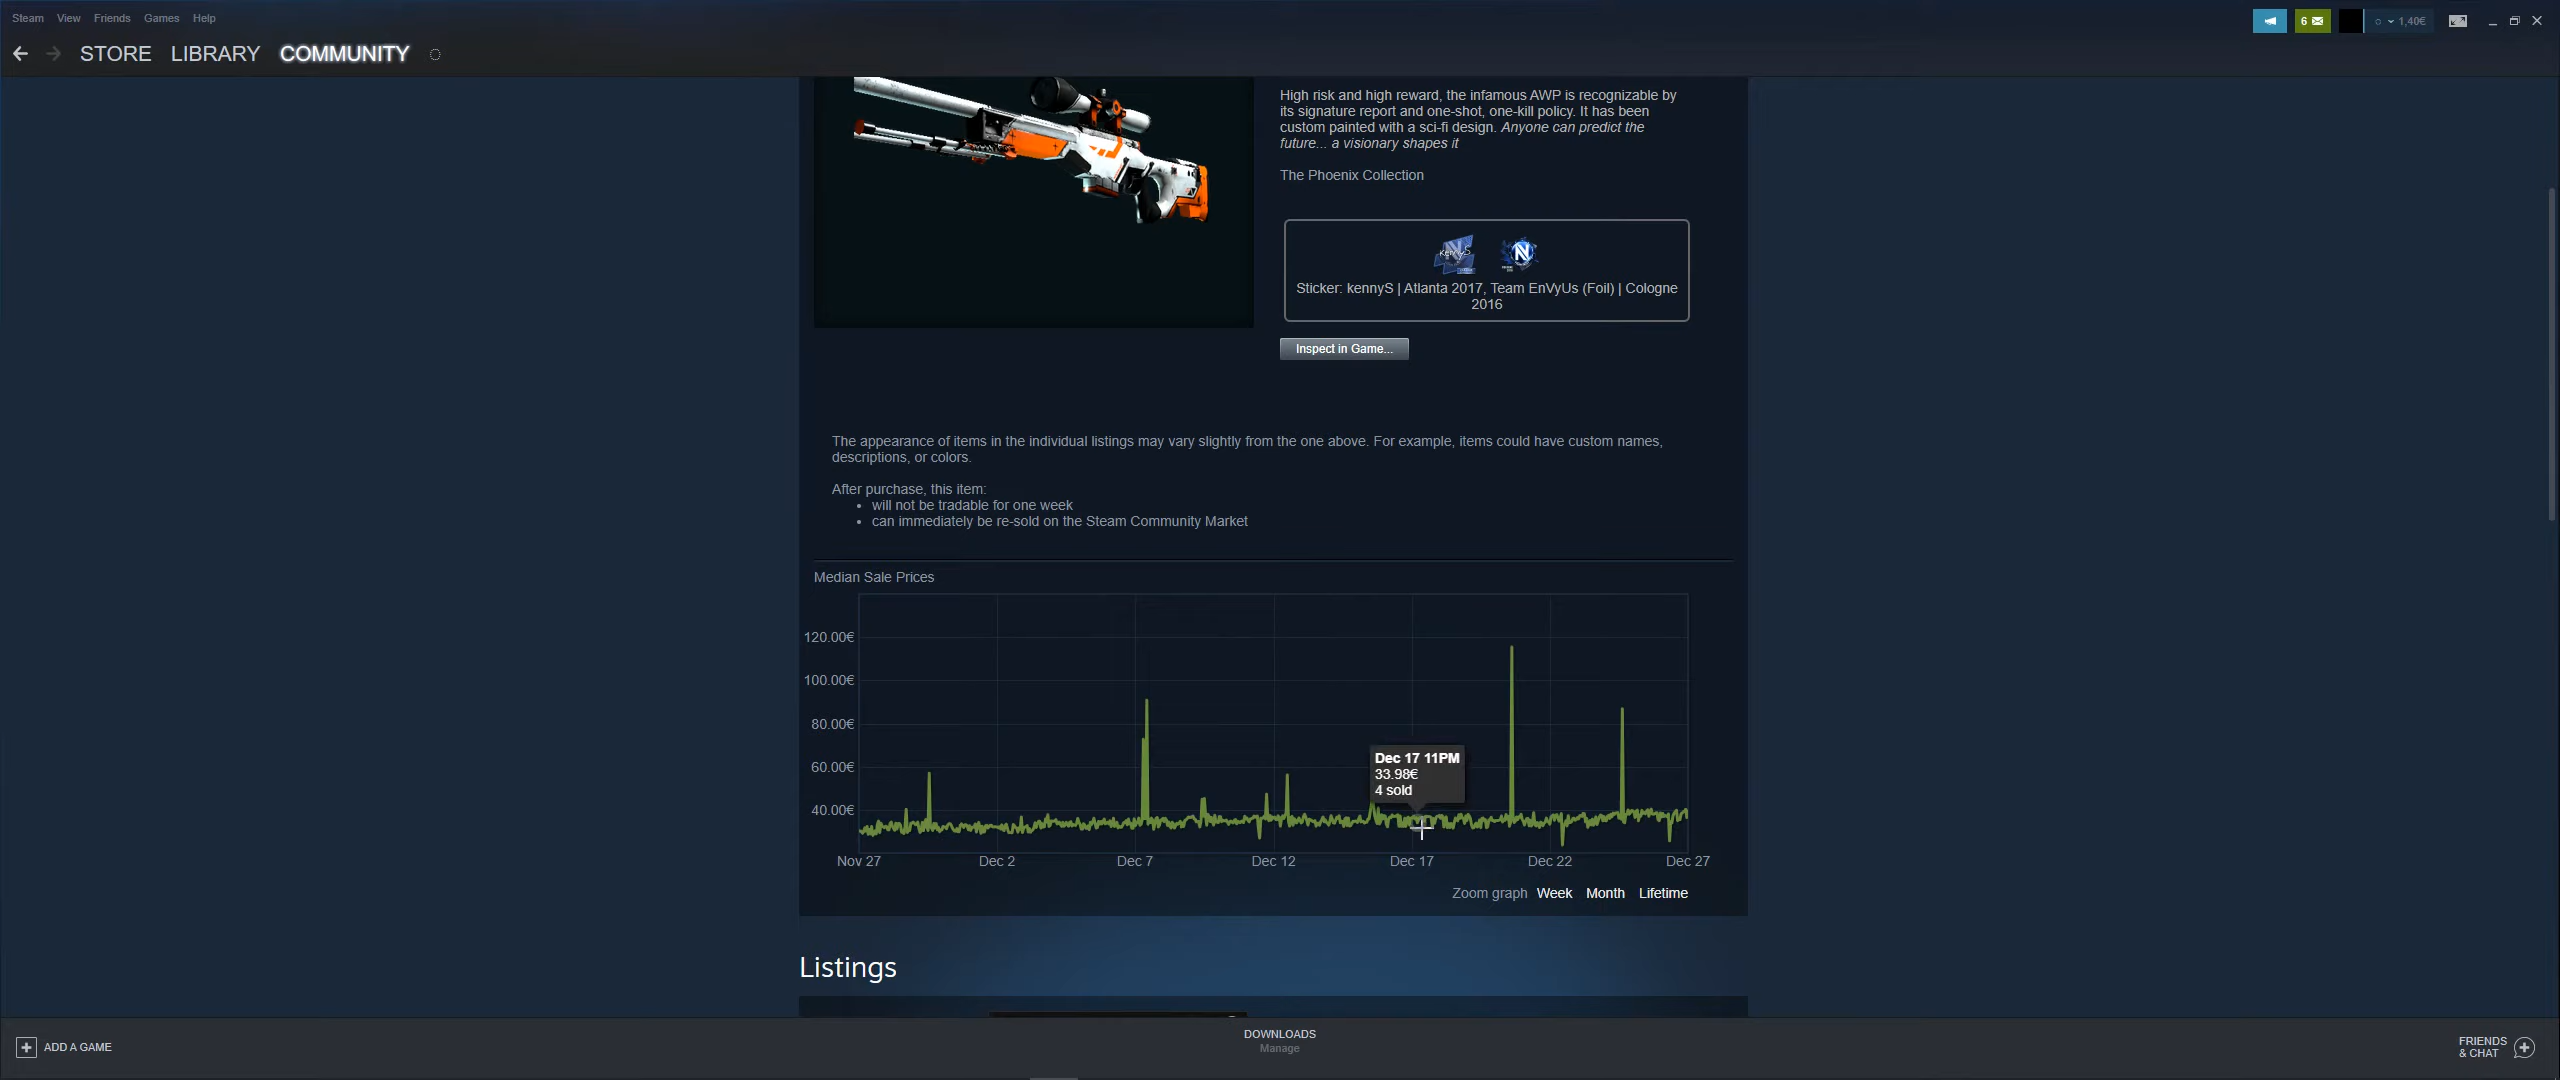 Steam View Friends Games Help
6
1,40€
STORE LIBRARY COMMUNITY
High risk and high reward, the infamous AWP is recognizable by
its signature report and one-shot, one-kill policy. It has been
custom painted with a sci-fi design. Anyone can predict the
future... a visionary shapes it
The Phoenix Collection
kennyS
N
Sticker: kennyS | Atlanta 2017, Team EnVyUs (Foil) | Cologne
2016
Inspect in Game...
The appearance of items in the individual listings may vary slightly from the one above. For example, items could have custom names,
descriptions, or colors.
After purchase, this item:
• will not be tradable for one week
• can immediately be re-sold on the Steam Community Market
Median Sale Prices
120.00€
100.00€
80.00€
60.00€
40.00€
Dec 17 11PM
33.98€
4 sold
Nov 27 Dec 2 Dec 7 Dec 12 Dec 17 Dec 22 Dec 27
Zoom graph Week Month Lifetime
Listings
ADD A GAME
DOWNLOADS
Manage
FRIENDS
& CHAT